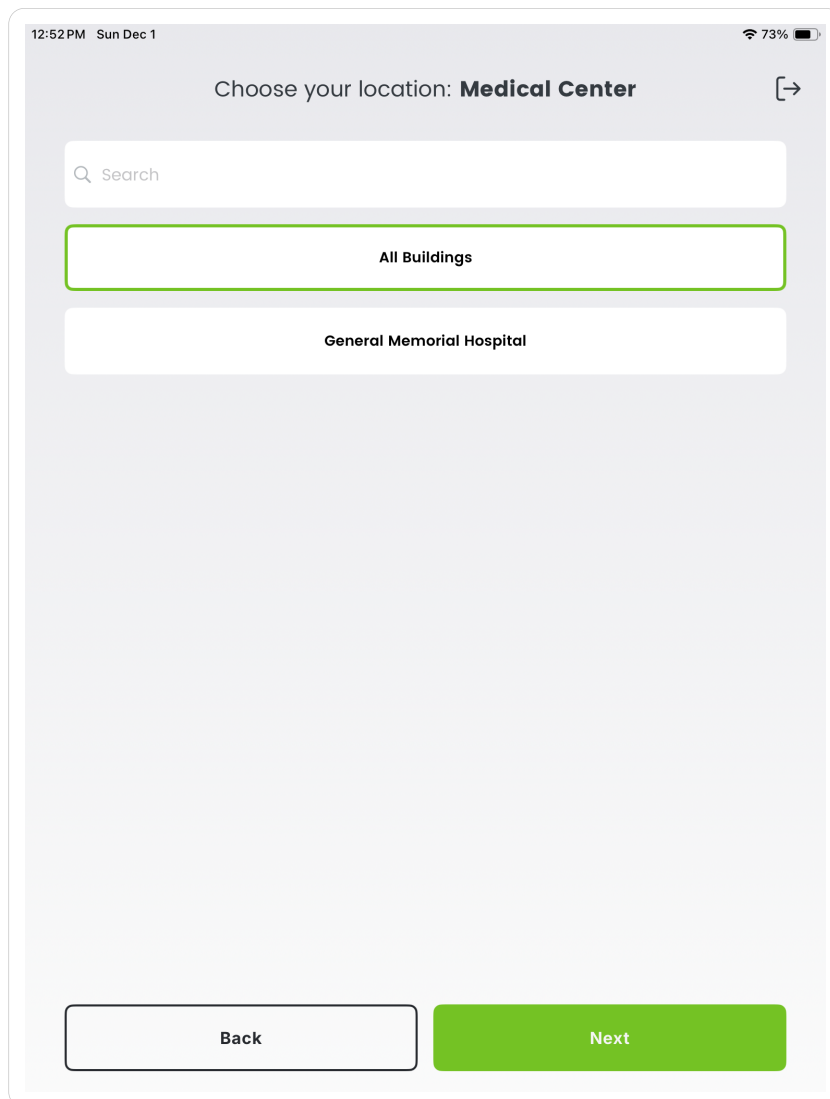 12:52 PM Sun Dec 1 73%
Choose your location: Medical Center
Search
All Buildings
General Memorial Hospital
Back Next